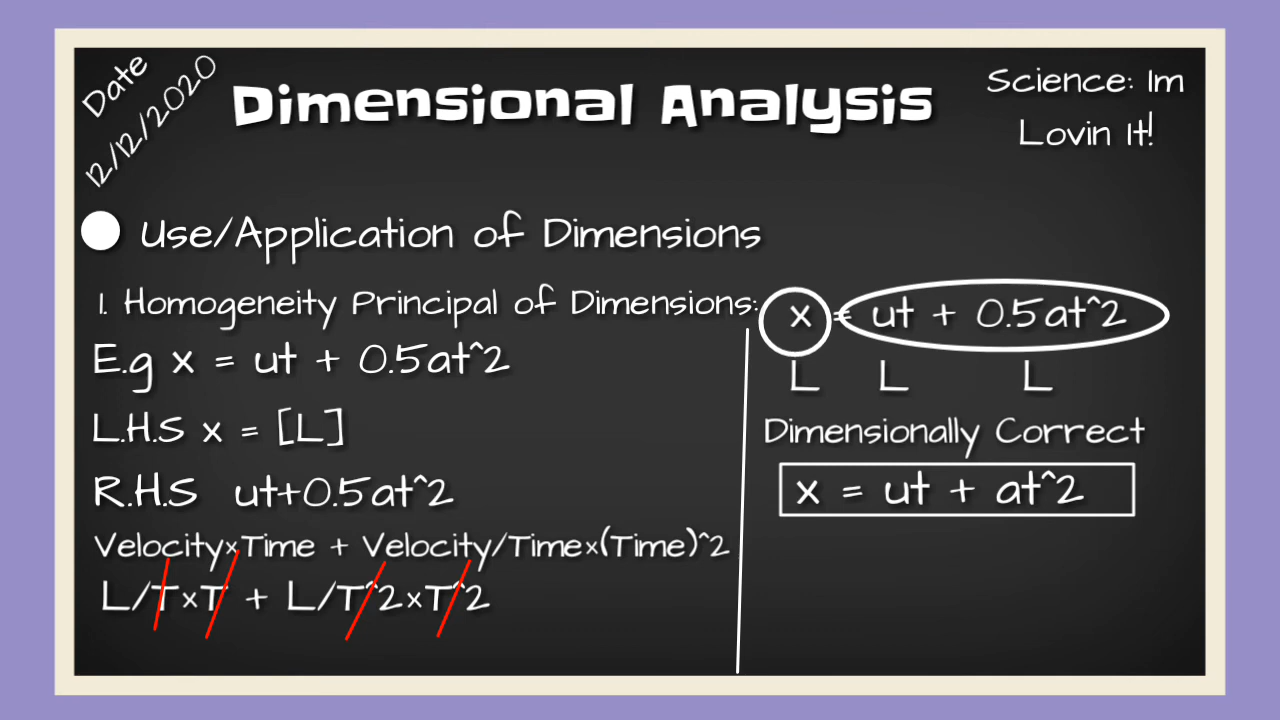 Date
12/12/2020
Dimensional Analysis
Science: Im
Lovin It!
Use/Application of Dimensions
1. Homogeneity Principal of Dimensions:
E.g x = ut + 0.5at^2
L.H.S x = [L]
R.H.S ut+0.5at^2
Velocity×Time + Velocity/Time×(Time)^2
L/T×T + L/T^2×T^2
x = ut + 0.5at^2
L L L
Dimensionally Correct
x = ut + at^2